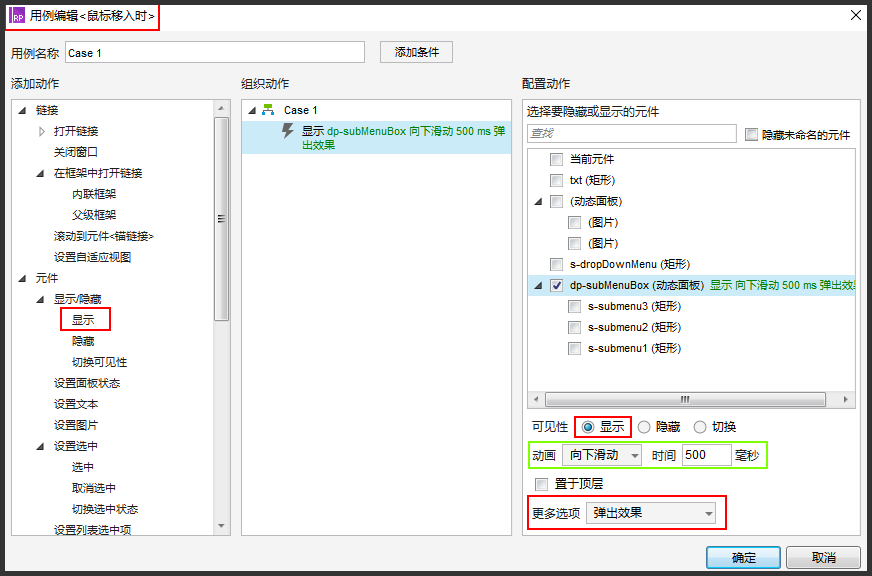 RP 用例编辑<鼠标移入时>
用例名称 Case 1 添加条件
添加动作
链接
打开链接
关闭窗口
在框架中打开链接
内联框架
父级框架
滚动到元件<锚链接>
设置自适应视图
元件
显示/隐藏
显示
隐藏
切换可见性
设置面板状态
设置文本
设置图片
设置选中
选中
取消选中
切换选中状态
设置列表选中项
组织动作
Case 1
显示 dp-subMenuBox 向下滑动 500 ms 弹
出效果
配置动作
选择要隐藏或显示的元件
查找 隐藏未命名的元件
当前元件
txt (矩形)
(动态面板)
(图片)
(图片)
s-dropDownMenu (矩形)
dp-subMenuBox (动态面板) 显示 向下滑动 500 ms 弹出效果
s-submenu3 (矩形)
s-submenu2 (矩形)
s-submenu1 (矩形)
可见性 显示 隐藏 切换
动画 向下滑动 时间 500 毫秒
置于顶层
更多选项 弹出效果
确定 取消